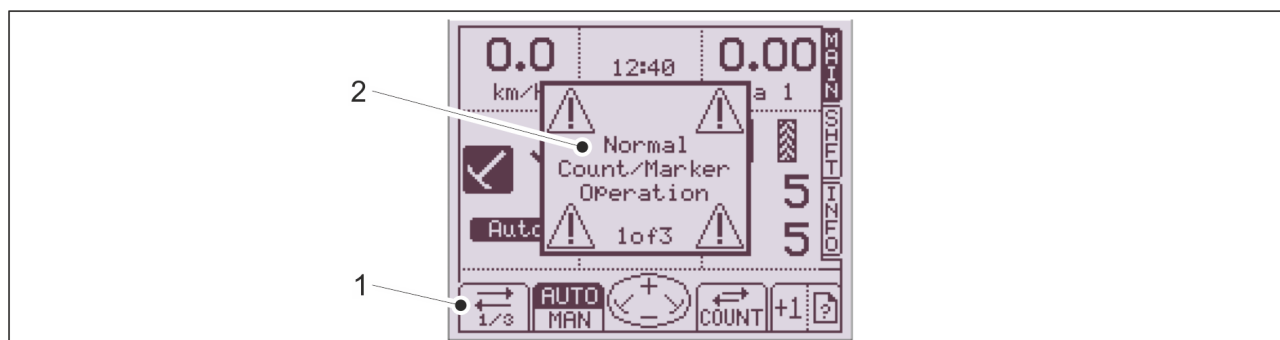 0.0
12:40
0.00
km/h
a 1
MAIN
SHFT
INFO
2
Normal
Count/Marker
Operation
1of3
5
5
Auto
1
1/3
AUTO
MAN
+
-
COUNT
+1
?